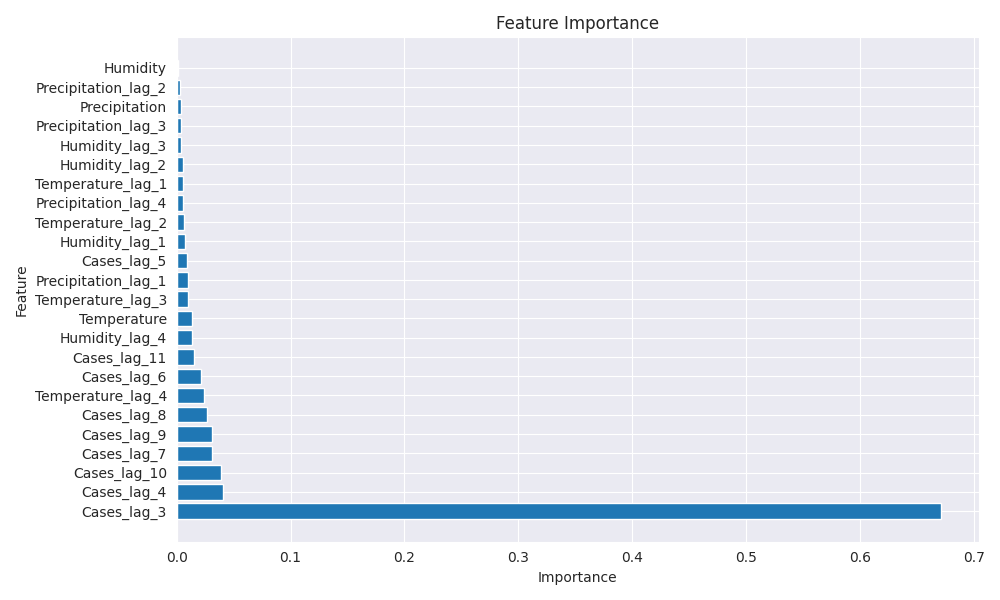 Feature Importance
Humidity
Precipitation_lag_2
Precipitation
Precipitation_lag_3
Humidity_lag_3
Humidity_lag_2
Temperature_lag_1
Precipitation_lag_4
Temperature_lag_2
Humidity_lag_1
Cases_lag_5
Precipitation_lag_1
Temperature_lag_3
Temperature
Humidity_lag_4
Cases_lag_11
Cases_lag_6
Temperature_lag_4
Cases_lag_8
Cases_lag_9
Cases_lag_7
Cases_lag_10
Cases_lag_4
Cases_lag_3
Feature
0.0 0.1 0.2 0.3 0.4 0.5 0.6 0.7
Importance